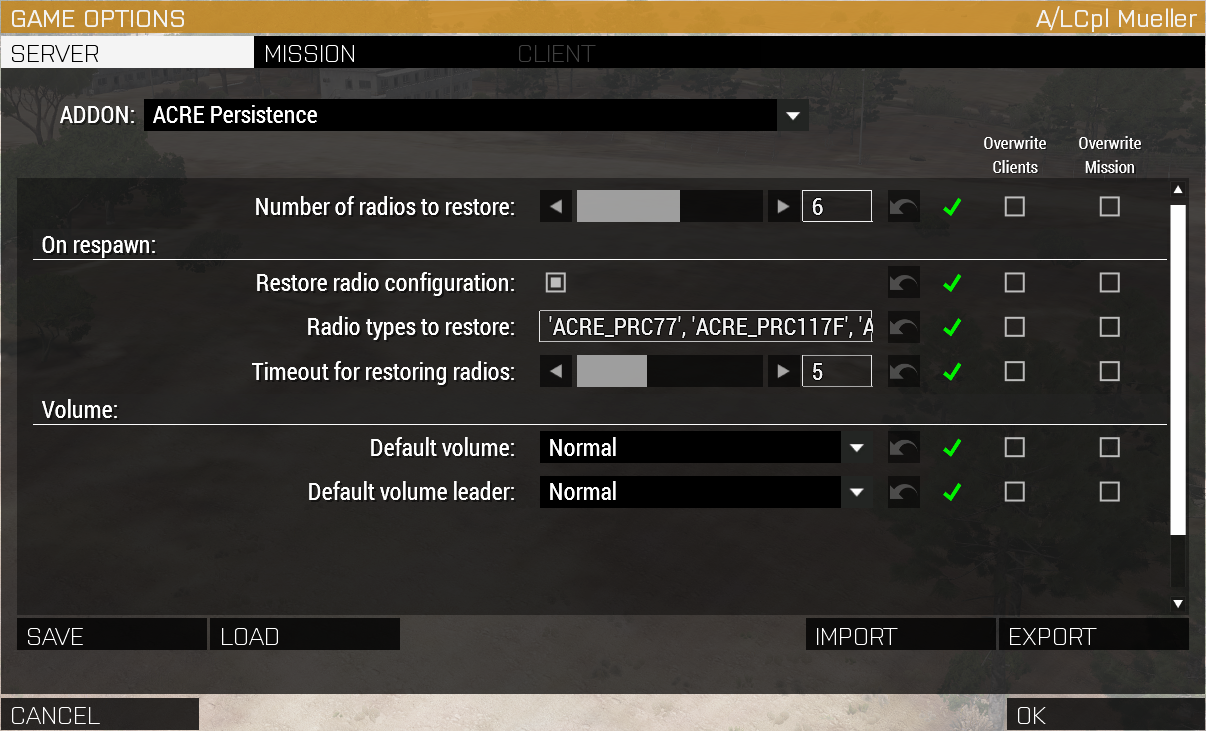 GAME OPTIONS A/LCpl Mueller
SERVER MISSION CLIENT
ADDON: ACRE Persistence
Overwrite Clients Overwrite Mission
Number of radios to restore: 6
On respawn:
Restore radio configuration:
Radio types to restore: 'ACRE_PRC77', 'ACRE_PRC117F', 'A
Timeout for restoring radios: 5
Volume:
Default volume: Normal
Default volume leader: Normal
SAVE LOAD IMPORT EXPORT
CANCEL OK